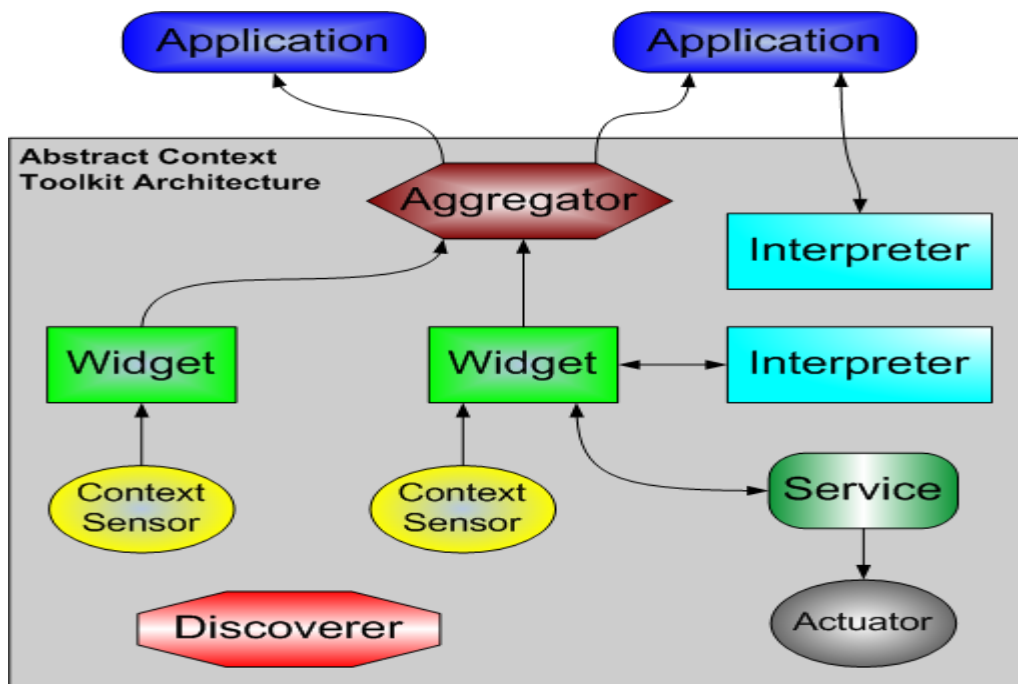 Application
Application
Abstract Context
Toolkit Architecture
Aggregator
Interpreter
Widget
Widget
Interpreter
Context
Sensor
Context
Sensor
Service
Discoverer
Actuator